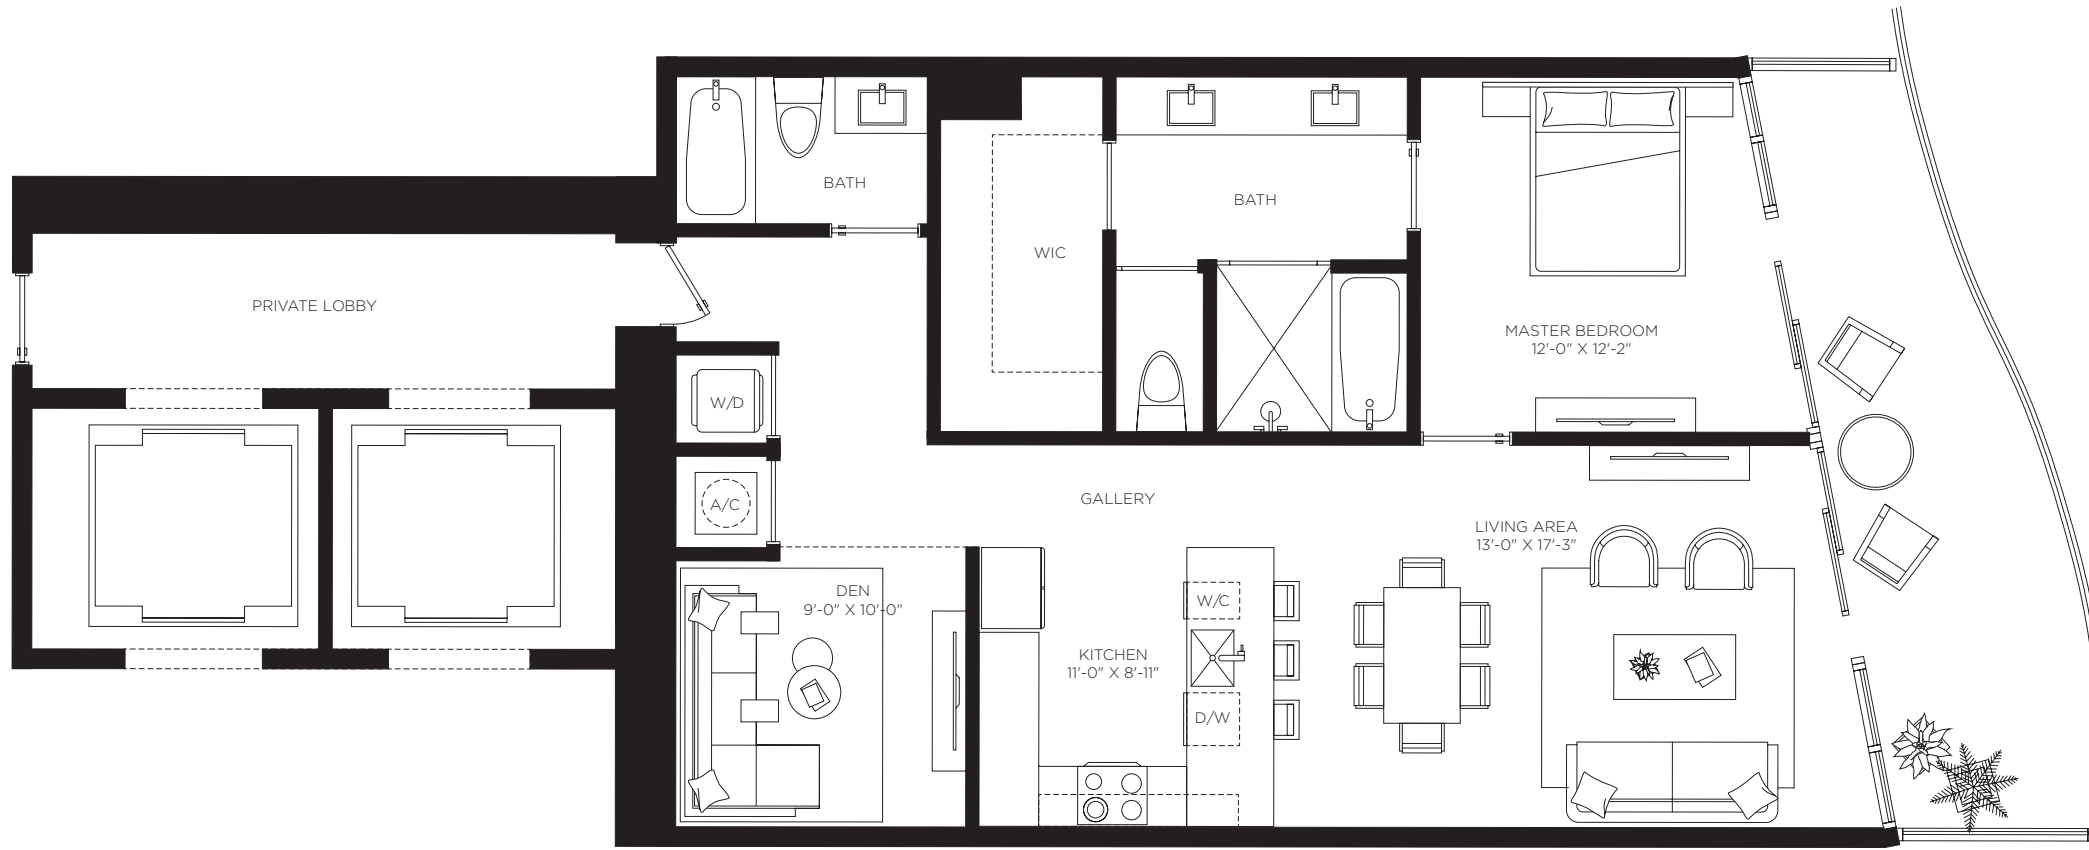 BATH
BATH
WIC
PRIVATE LOBBY
MASTER BEDROOM
12'-0" X 12'-2"
W/D
A/C
GALLERY
LIVING AREA
13'-0" X 17'-3"
DEN
9'-0" X 10'-0"
W/C
KITCHEN
11'-0" X 8'-11"
D/W